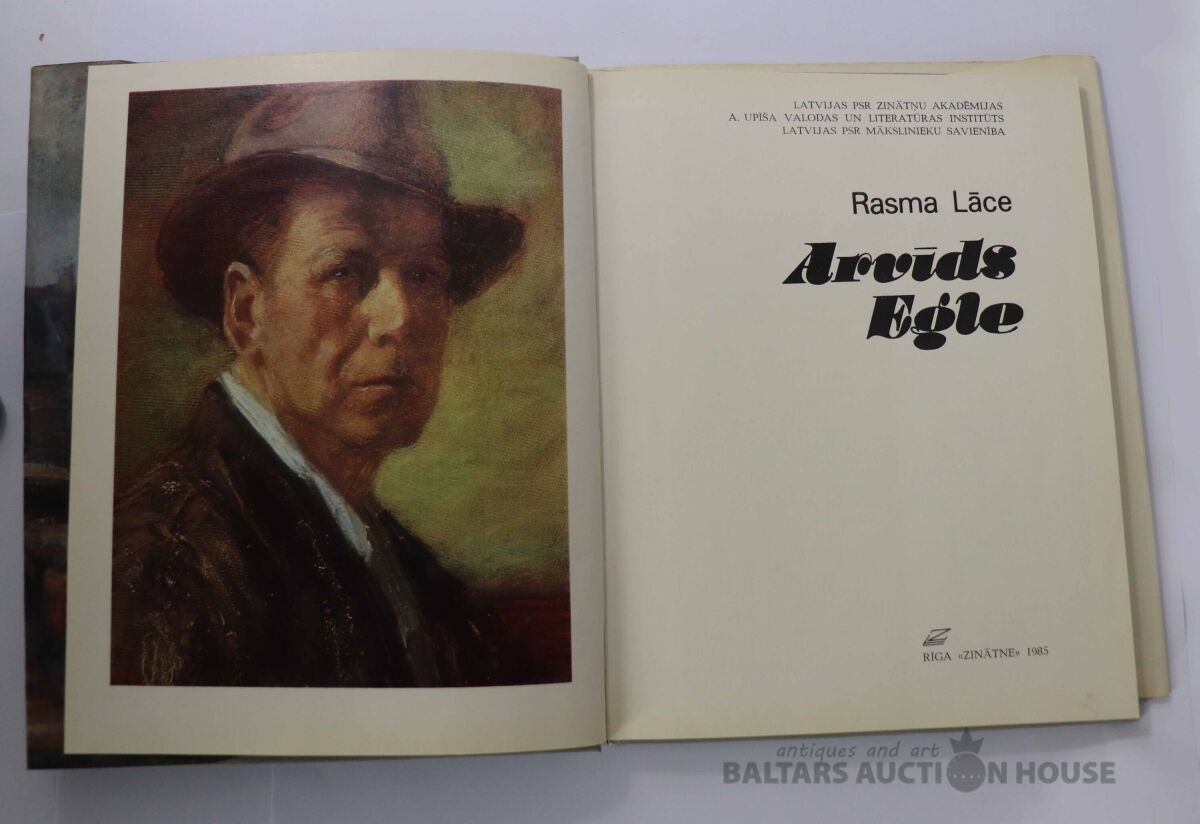 LATVIJAS PSR ZINĀTŅU AKADĒMIJAS
A. UPĪŠA VALODAS UN LITERATŪRAS INSTITŪTS
LATVIJAS PSR MĀKSLINIEKU SAVIENĪBA
Rasma Lāce
Arvīds
Egle
RĪGA «ZINĀTNE» 1985
antiques and art
BALTARS AUCTION HOUSE